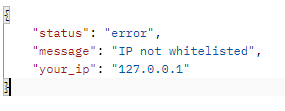 {
"status": "error",
"message": "IP not whitelisted",
"your_ip": "127.0.0.1"
}